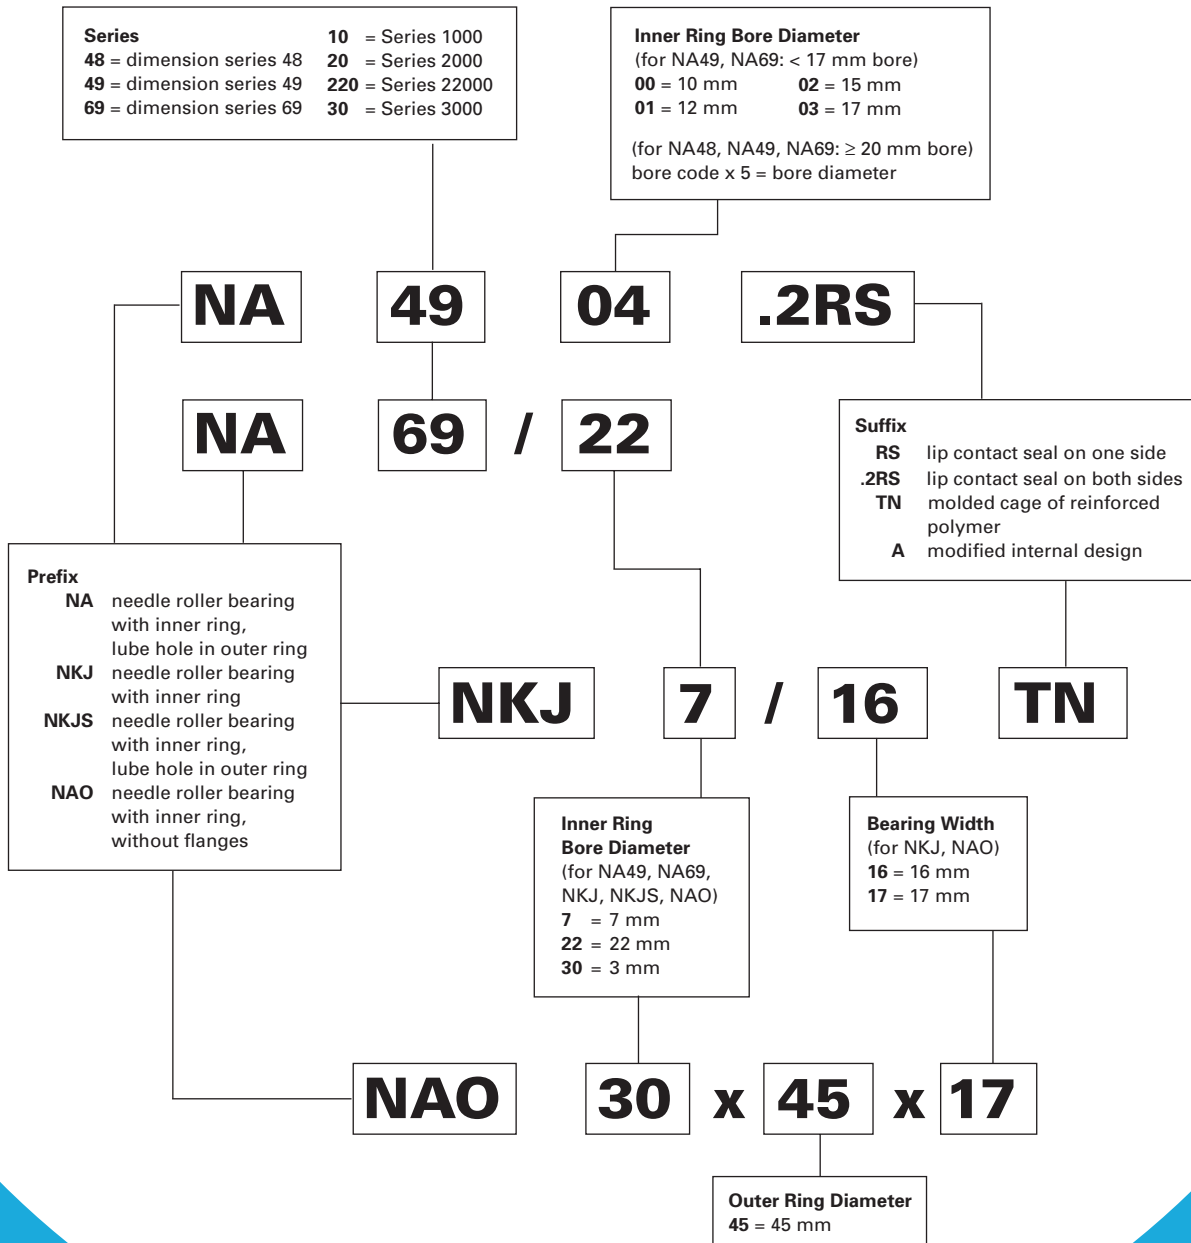 Series
48 = dimension series 48
49 = dimension series 49
69 = dimension series 69
10 = Series 1000
20 = Series 2000
220 = Series 22000
30 = Series 3000
Inner Ring Bore Diameter
(for NA49, NA69: < 17 mm bore)
00 = 10 mm 02 = 15 mm
01 = 12 mm 03 = 17 mm
(for NA48, NA49, NA69: ≥ 20 mm bore)
bore code x 5 = bore diameter
NA 49 04 .2RS
NA 69 / 22
Suffix
RS lip contact seal on one side
.2RS lip contact seal on both sides
TN molded cage of reinforced
polymer
A modified internal design
Prefix
NA needle roller bearing
with inner ring,
lube hole in outer ring
NKJ needle roller bearing
with inner ring
NKJS needle roller bearing
with inner ring,
lube hole in outer ring
NAO needle roller bearing
with inner ring,
without flanges
NKJ 7 / 16 TN
Inner Ring
Bore Diameter
(for NA49, NA69,
NKJ, NKJS, NAO)
7 = 7 mm
22 = 22 mm
30 = 3 mm
Bearing Width
(for NKJ, NAO)
16 = 16 mm
17 = 17 mm
NAO 30 x 45 x 17
Outer Ring Diameter
45 = 45 mm